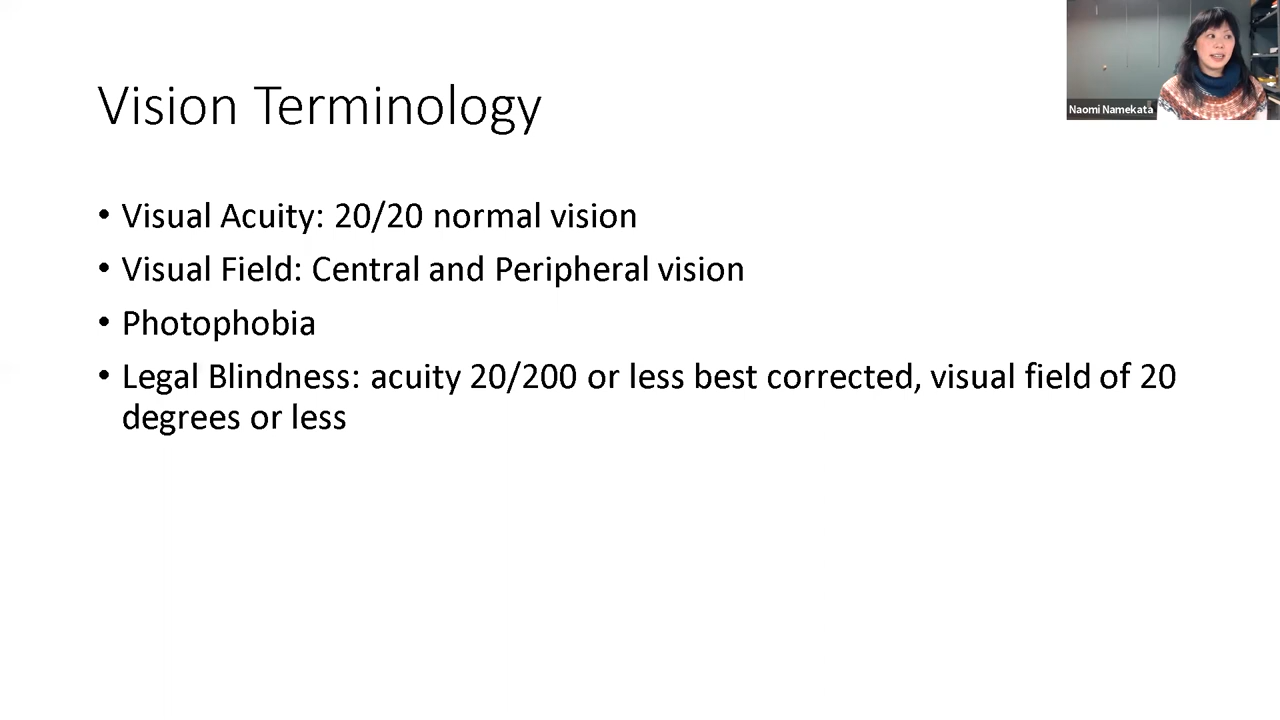 Naomi Namekata
Vision Terminology
• Visual Acuity: 20/20 normal vision
• Visual Field: Central and Peripheral vision
• Photophobia
• Legal Blindness: acuity 20/200 or less best corrected, visual field of 20
degrees or less